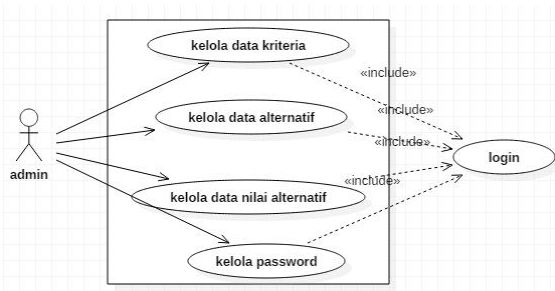 kelola data kriteria
«include»
«include»
kelola data alternatif
«include»
login
admin
«include»
kelola data nilai alternatif
kelola password